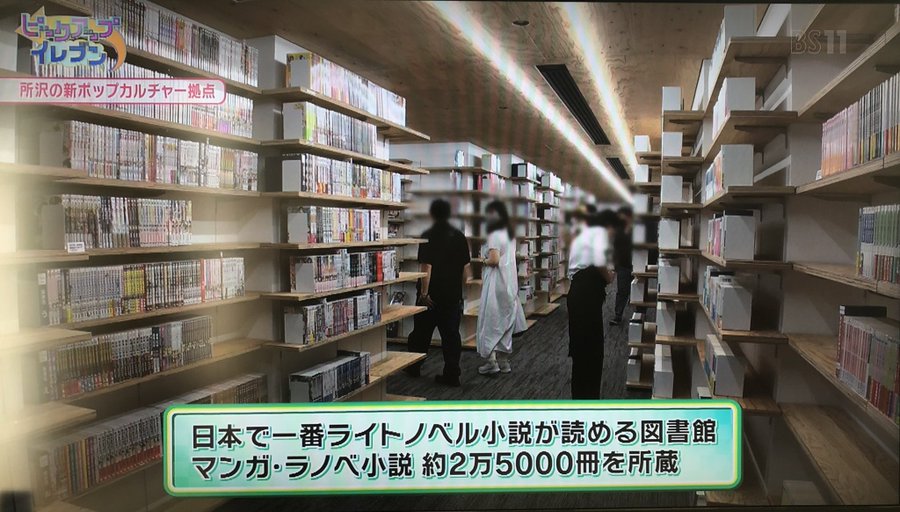 ピックアップ
イレブン
BS11
所沢の新ポップカルチャー拠点
日本で一番ライトノベル小説が読める図書館
マンガ・ラノベ小説 約2万5000冊を所蔵